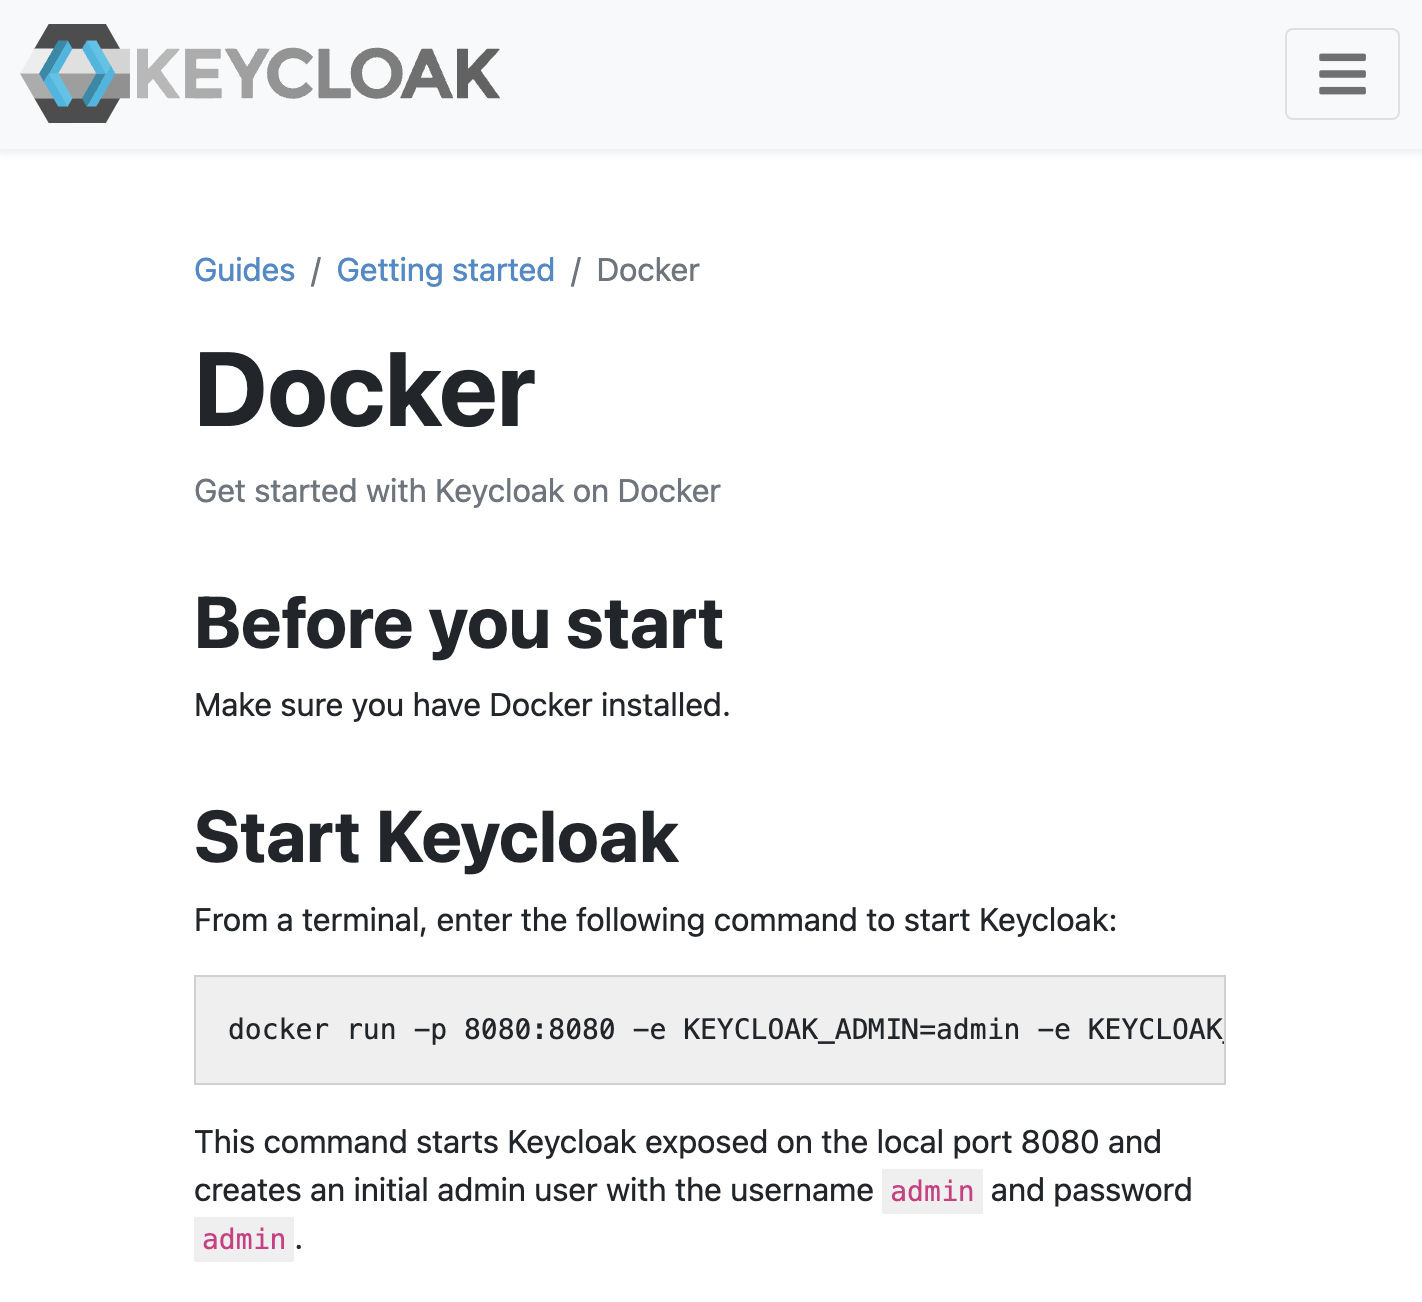 KEYCLOAK
Guides / Getting started / Docker
Docker
Get started with Keycloak on Docker
Before you start
Make sure you have Docker installed.
Start Keycloak
From a terminal, enter the following command to start Keycloak:
docker run -p 8080:8080 -e KEYCLOAK_ADMIN=admin -e KEYCLOAK_
This command starts Keycloak exposed on the local port 8080 and
creates an initial admin user with the username admin and password
admin.